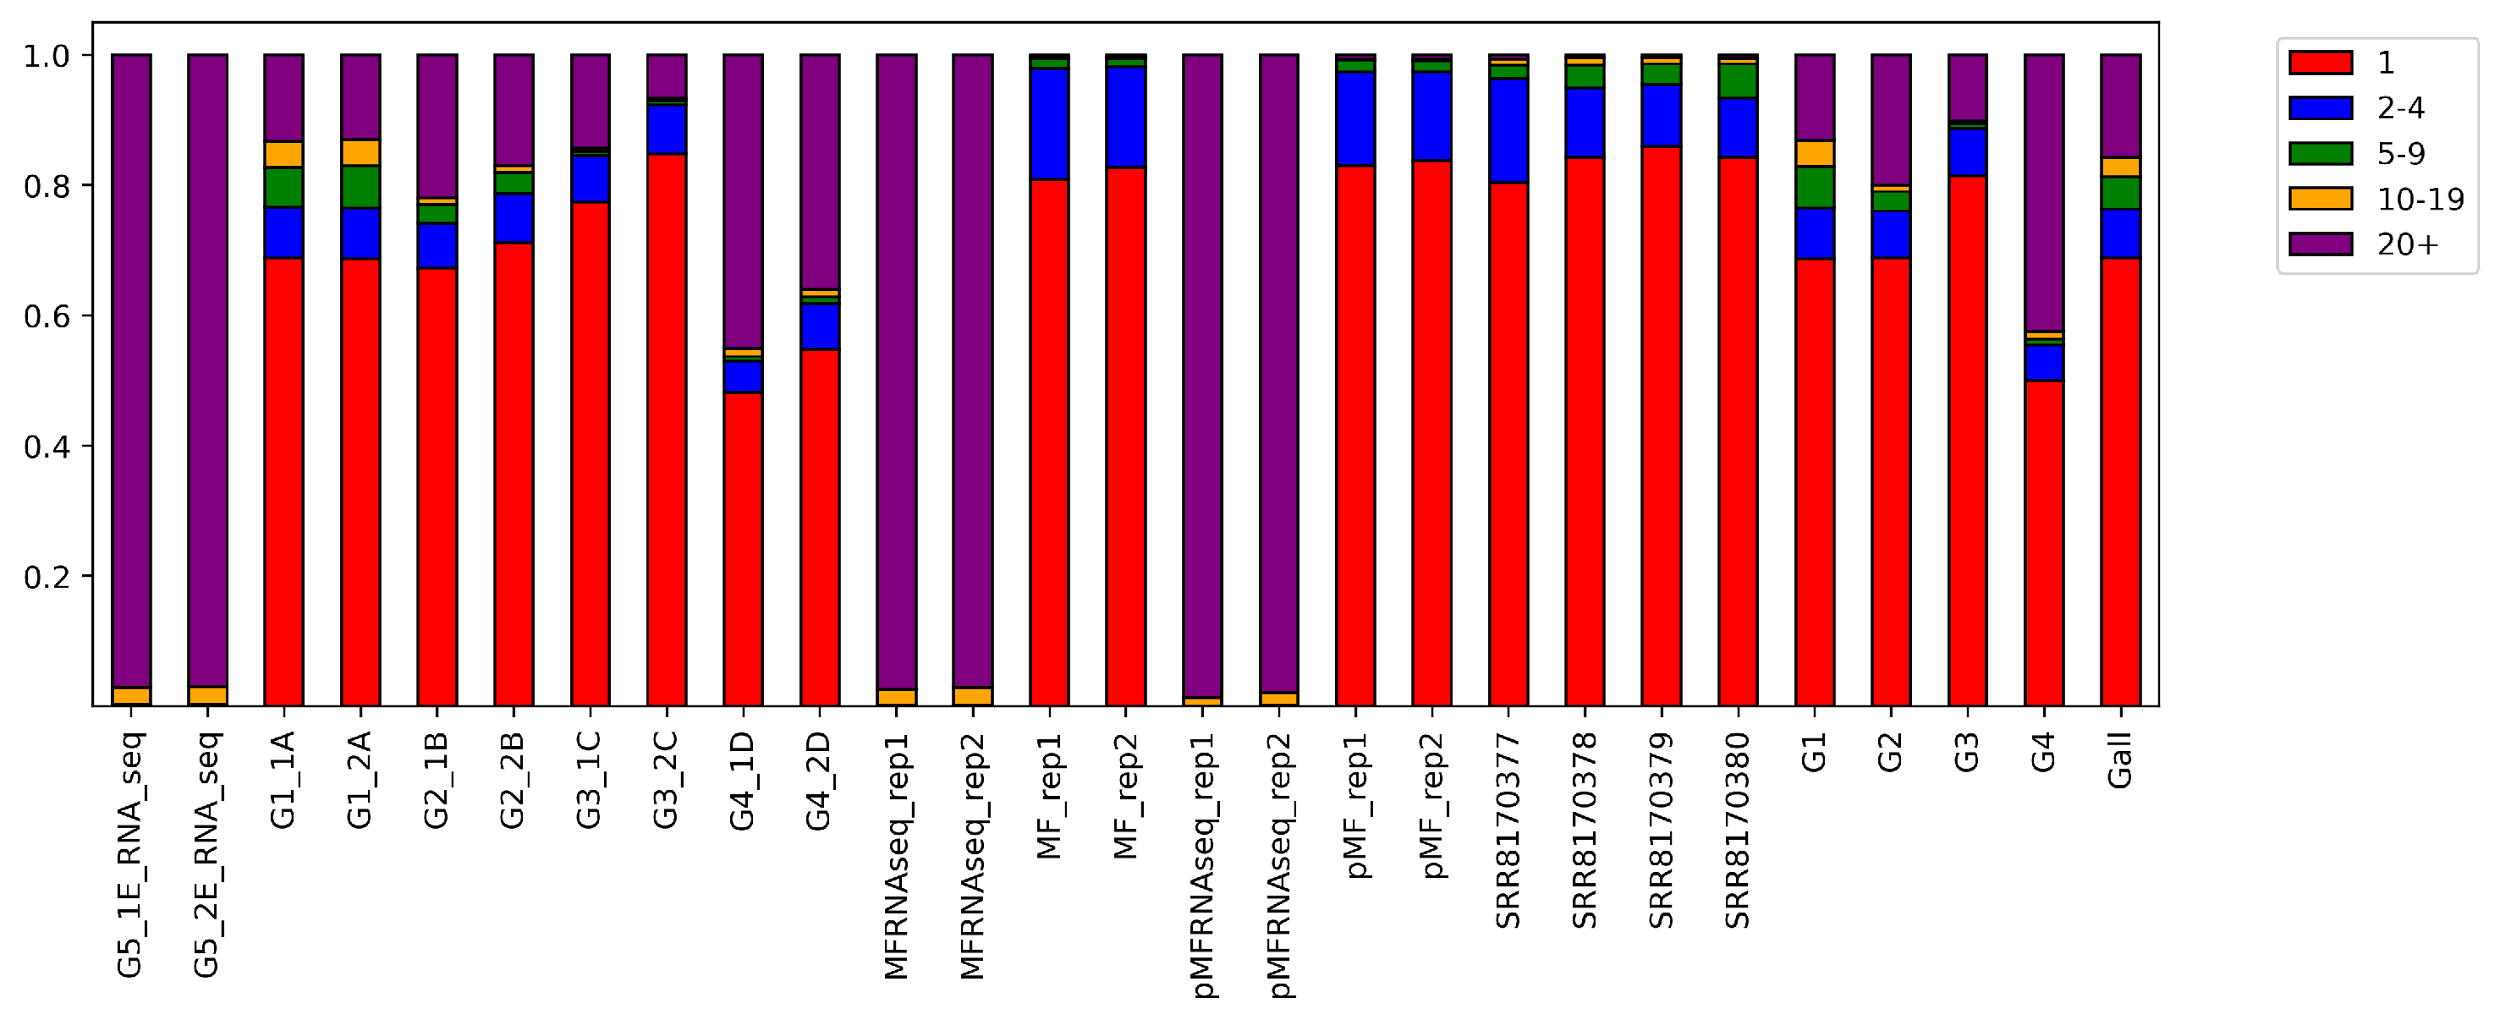 1.0
0.8
0.6
0.4
0.2
G5_1E_RNA_seq
G5_2E_RNA_seq
G1_1A
G1_2A
G2_1B
G2_2B
G3_1C
G3_2C
G4_1D
G4_2D
MFRNAseq_rep1
MFRNAseq_rep2
MF_rep1
MF_rep2
pMFRNAseq_rep1
pMFRNAseq_rep2
pMF_rep1
pMF_rep2
SRR8170377
SRR8170378
SRR8170379
SRR8170380
G1
G2
G3
G4
Gall
1
2-4
5-9
10-19
20+